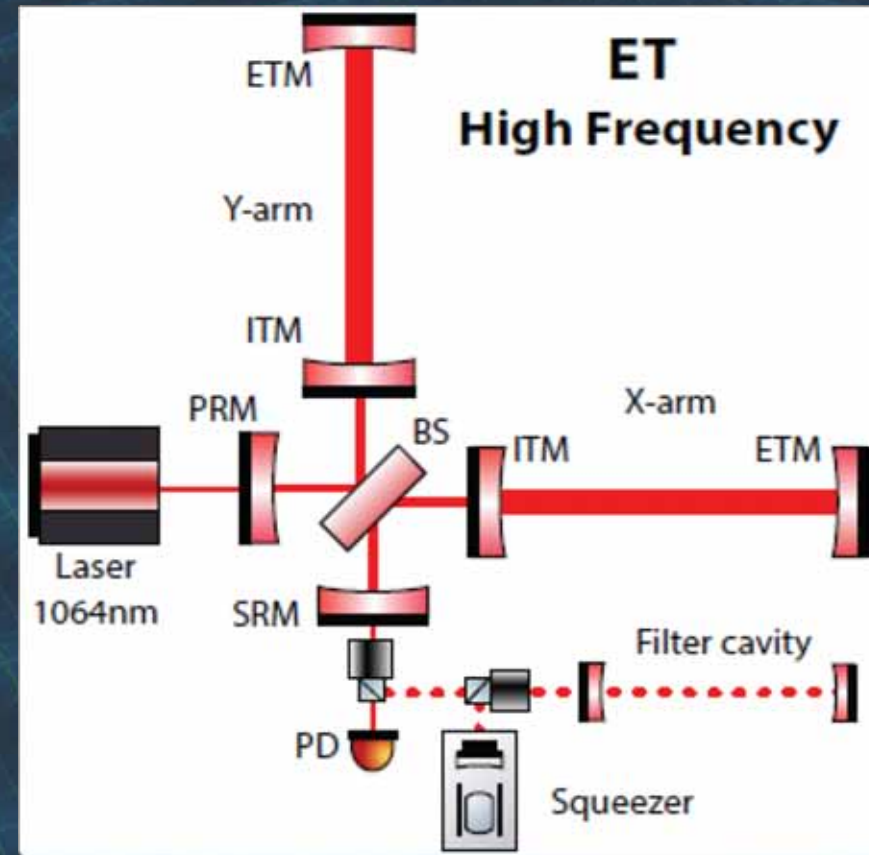 ET
High Frequency
ETM
Y-arm
ITM
PRM
BS
X-arm
ITM
ETM
Laser
1064nm
SRM
Filter cavity
PD
Squeezer